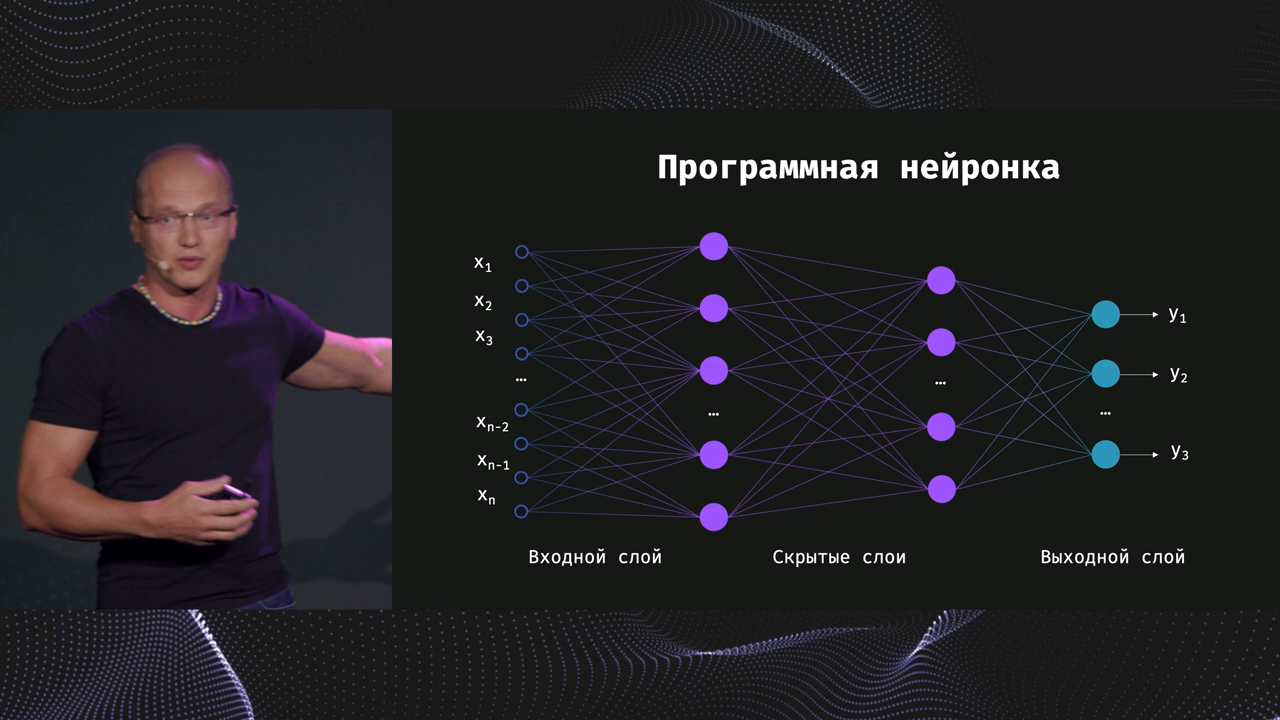 Программная нейронка
x₁
x₂
x₃
...
xₙ₋₂
xₙ₋₁
xₙ
...
...
y₁
y₂
...
y₃
Входной слой
Скрытые слои
Выходной слой